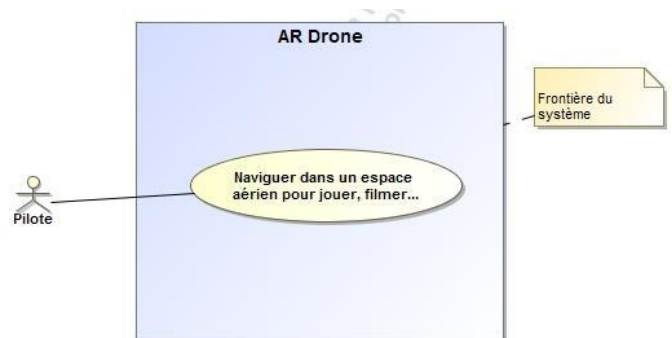 AR Drone
Frontière du
système
Naviguer dans un espace
aérien pour jouer, filmer...
Pilote